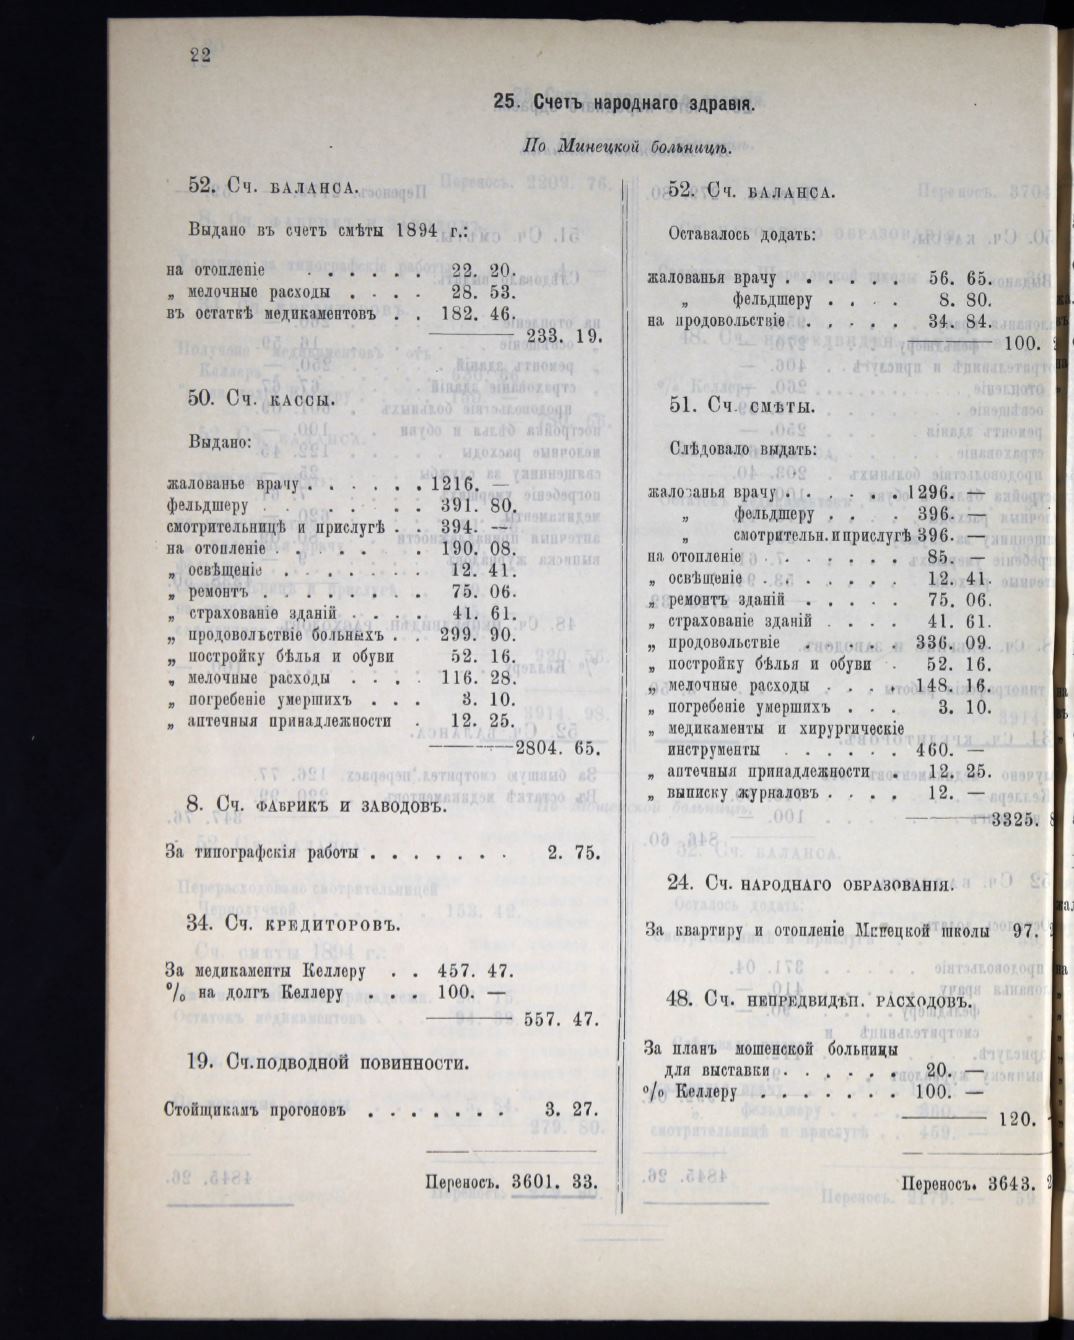 22
25. Счетъ народнаго здравія.
По Минецкой больницѣ.
52. Сч. БАЛАНСА.
Выдано въ счетъ смѣты 1894 г.:
на отопленіе . . . . . . 22. 20.
„ мелочные расходы . . . . 28. 53.
въ остаткѣ медикаментовъ . . 182. 46.
233. 19.
50. Сч. КАССЫ.
Выдано:
жалованье врачу . . . . . . 1216. —
фельдшеру . . . . . . 391. 80.
смотрительницѣ и прислугѣ . . 394. —
на отопленіе . . . . . . 190. 08.
„ освѣщеніе . . . . . . . 12. 41.
„ ремонтъ . . . . . . . . 75. 06.
„ страхованіе зданій . . . . 41. 61.
„ продовольствіе больныхъ . . 299. 90.
„ постройку бѣлья и обуви 52. 16.
„ мелочные расходы . . . . 116. 28.
„ погребеніе умершихъ . . . 3. 10.
„ аптечныя принадлежности . 12. 25.
2804. 65.
8. Сч. ФАБРИКЪ И ЗАВОДОВЪ.
За типографскія работы . . . . . . . 2. 75.
34. Сч. КРЕДИТОРОВЪ.
За медикаменты Келлеру . . 457. 47.
% на долгъ Келлеру . . . 100. —
557. 47.
19. Сч. ПОДВОДНОЙ ПОВИННОСТИ.
Стойщикамъ прогоновъ . . . . . . . 3. 27.
Переносъ. 3601. 33.
52. Сч. БАЛАНСА.
Оставалось додать:
жалованья врачу . . . . . . 56. 65.
„ фельдшеру . . . . 8. 80.
на продовольствіе . . . . . 34. 84.
100.
51. Сч. СМѢТЫ.
Слѣдовало выдать:
жалованья врачу . . . . . . 1296. —
„ фельдшеру . . . . 396. —
„ смотрительн. и прислугѣ 396. —
на отопленіе . . . . . . . 85. —
„ освѣщеніе . . . . . . . 12. 41.
„ ремонтъ зданій . . . . . 75. 06.
„ страхованіе зданій . . . . 41. 61.
„ продовольствіе . . . . . 336. 09.
„ постройку бѣлья и обуви . 52. 16.
„ мелочные расходы . . . . 148. 16.
„ погребеніе умершихъ . . . 3. 10.
„ медикаменты и хирургическіе
инструменты . . . . . . 460. —
„ аптечныя принадлежности . 12. 25.
„ выписку журналовъ . . . . 12. —
3325.
24. Сч. НАРОДНАГО ОБРАЗОВАНІЯ.
За квартиру и отопленіе Минецкой школы 97.
48. Сч. НЕПРЕДВИДѢН. РАСХОДОВЪ.
За планъ мошенской больницы
для выставки . . . . . . 20. —
% Келлеру . . . . . . . 100. —
120.
Переносъ. 3643.